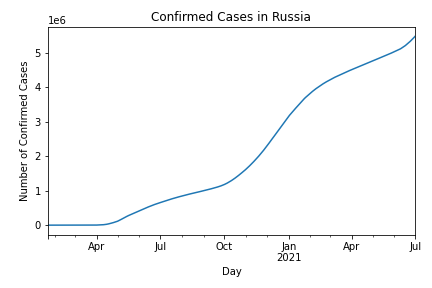 Confirmed Cases in Russia
1e6
Number of Confirmed Cases
5
4
3
2
1
0
Apr Jul Oct Jan Apr Jul
2021
Day